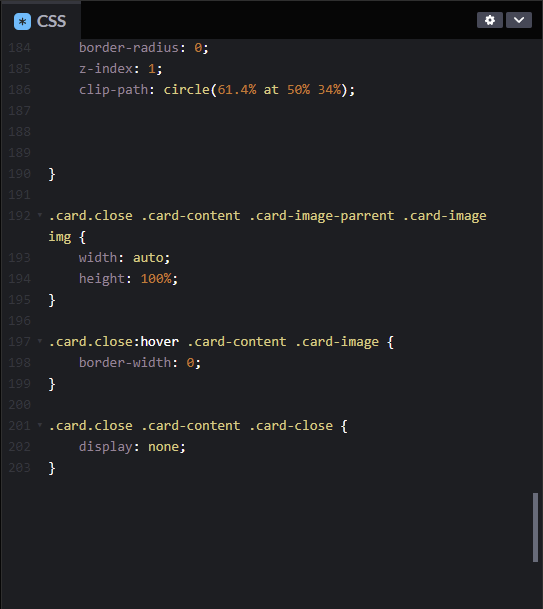 * CSS
184 border-radius: 0;
185 z-index: 1;
186 clip-path: circle(61.4% at 50% 34%);
187
188
189
190 }
191
192 .card.close .card-content .card-image-parrent .card-image
img {
193 width: auto;
194 height: 100%;
195 }
196
197 .card.close:hover .card-content .card-image {
198 border-width: 0;
199 }
200
201 .card.close .card-content .card-close {
202 display: none;
203 }